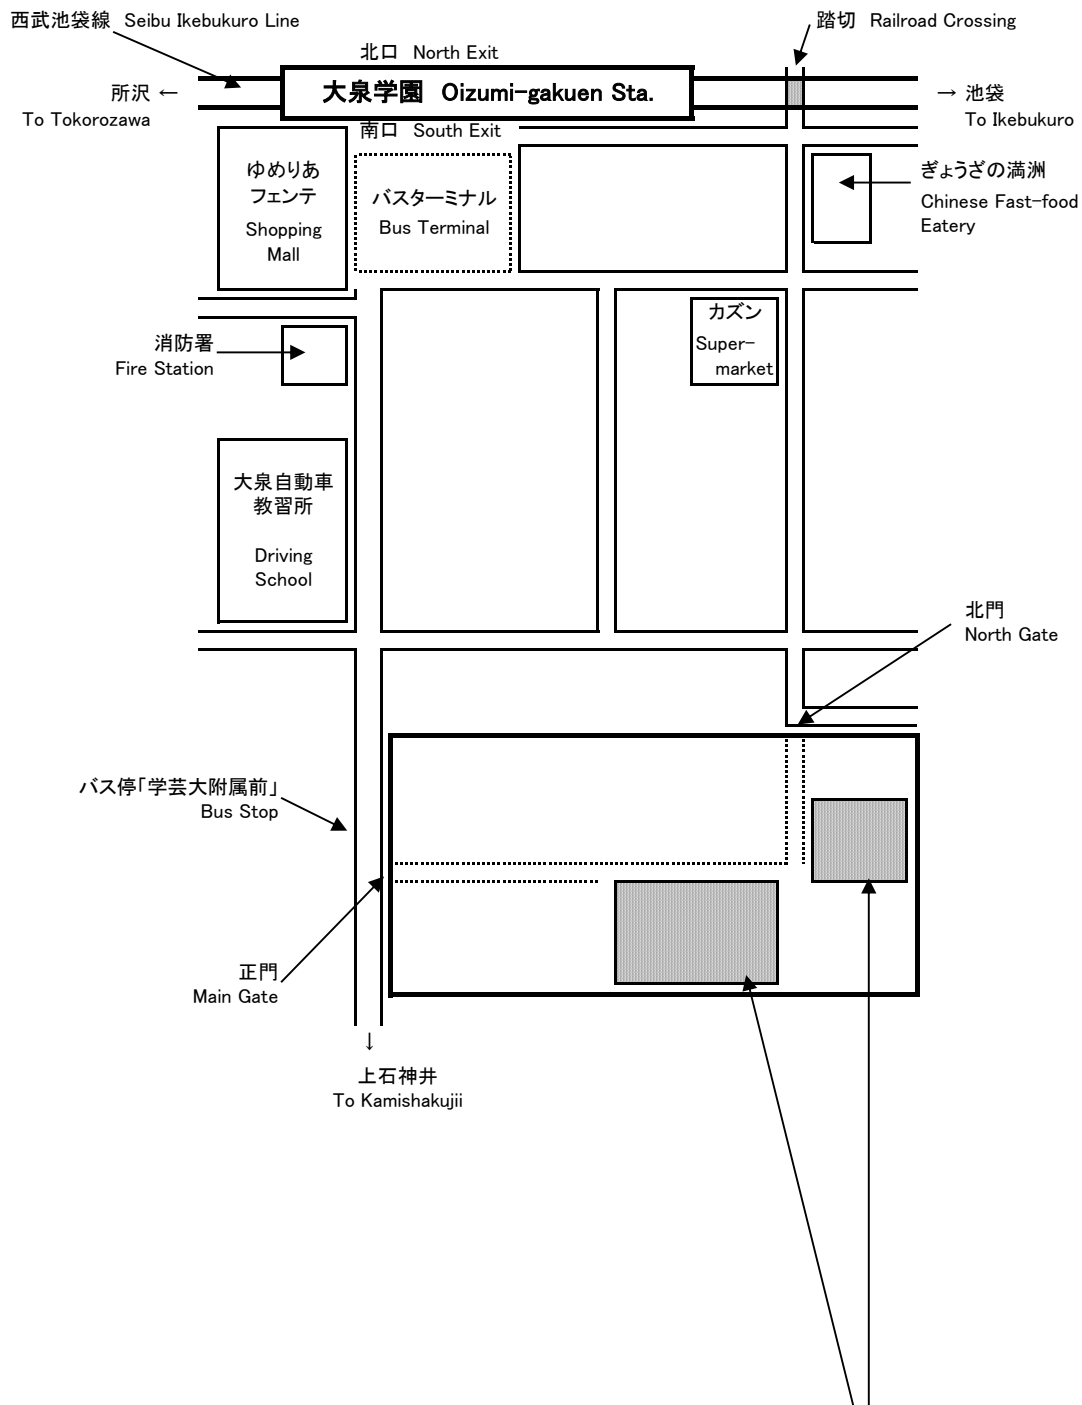 西武池袋線 Seibu Ikebukuro Line
踏切 Railroad Crossing
北口 North Exit
大泉学園 Oizumi-gakuen Sta.
所沢 ←
To Tokorozawa
→ 池袋
To Ikebukuro
南口 South Exit
ゆめりあ
フェンテ
Shopping
Mall
バスターミナル
Bus Terminal
ぎょうざの満洲
Chinese Fast-food
Eatery
消防署
Fire Station
カズン
Super-
market
大泉自動車
教習所
Driving
School
北門
North Gate
バス停「学芸大附属前」
Bus Stop
正門
Main Gate
↓
上石神井
To Kamishakujii